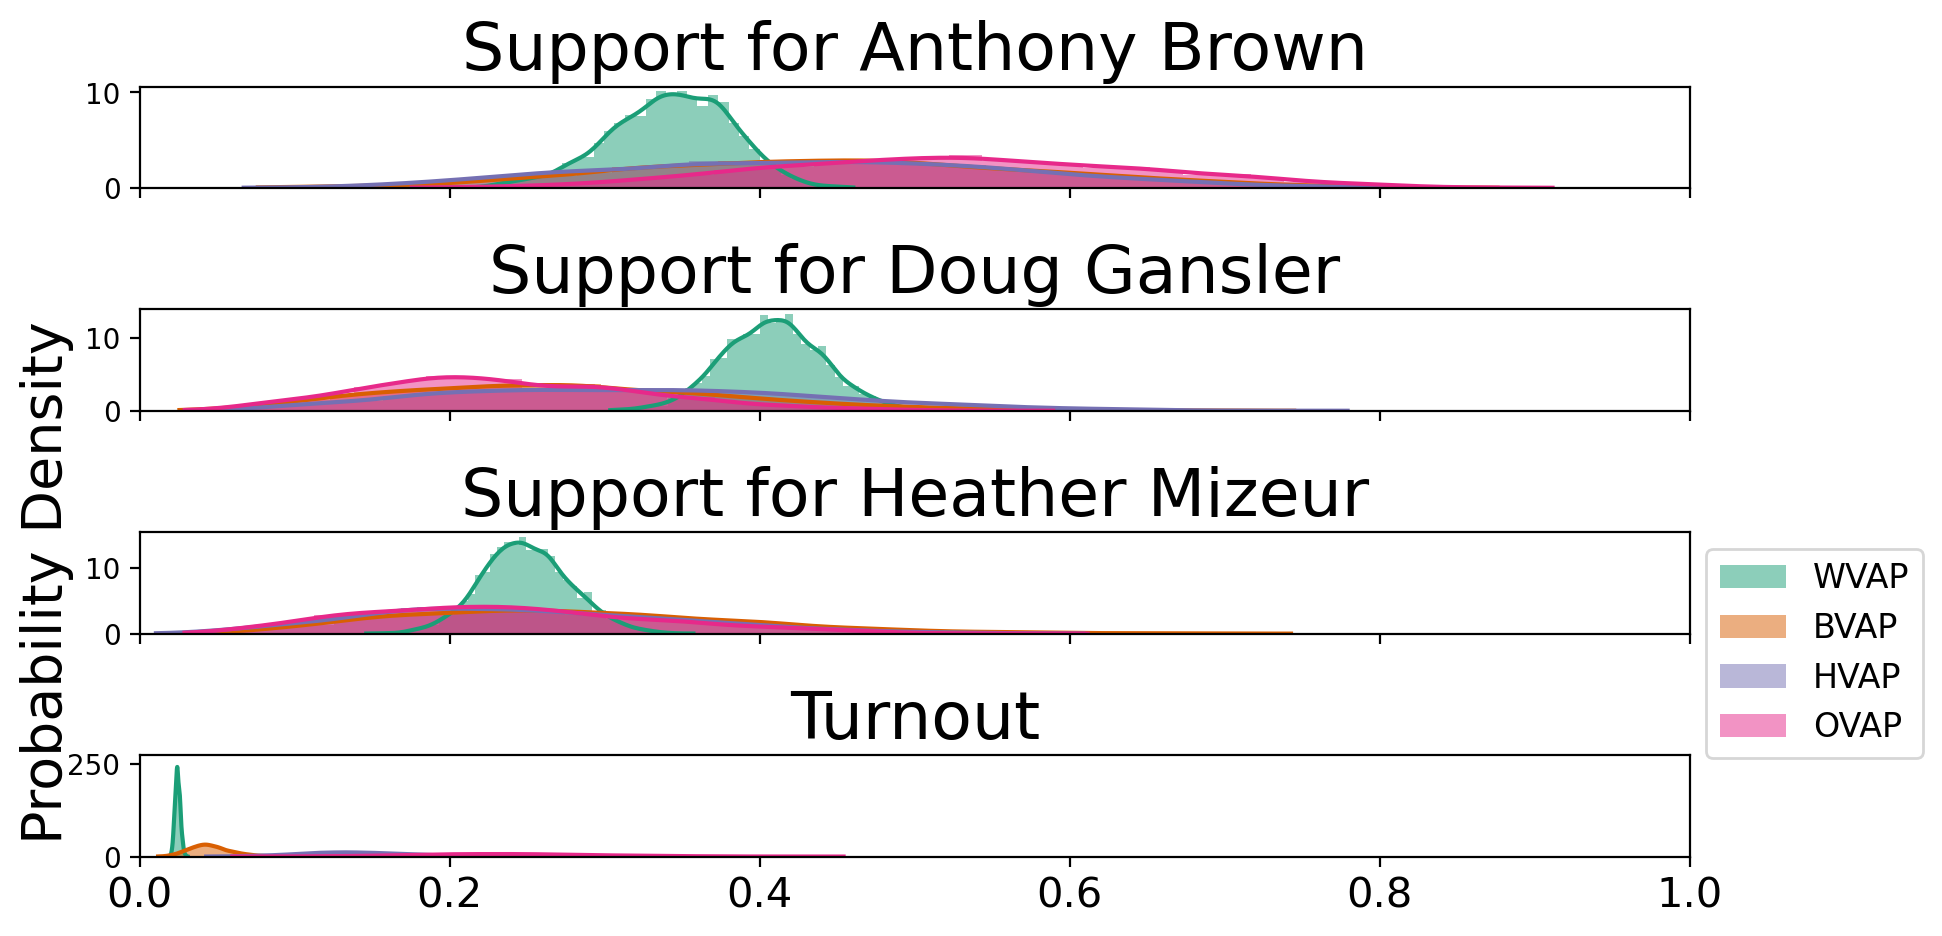 Support for Anthony Brown
10
0
Support for Doug Gansler
10
0
Support for Heather Mizeur
10
0
Turnout
250
0
0.0 0.2 0.4 0.6 0.8 1.0
Probability Density
WVAP
BVAP
HVAP
OVAP